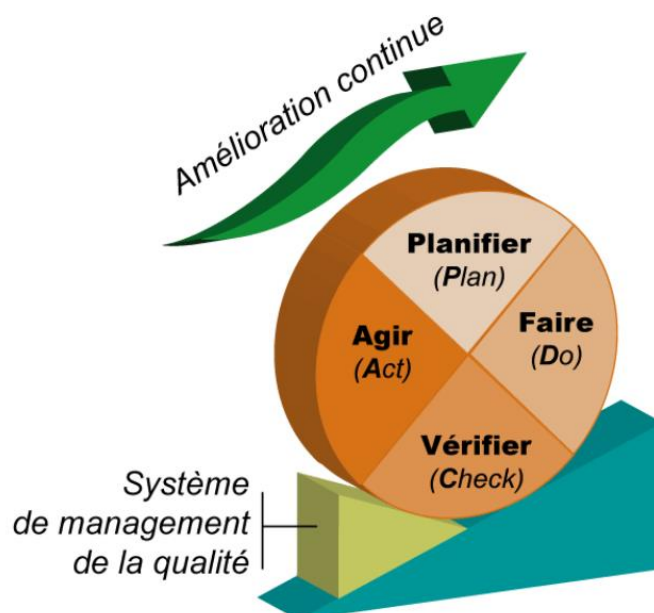 Amélioration continue
Planifier
(Plan)
Faire
(Do)
Agir
(Act)
Vérifier
(Check)
Système
de management
de la qualité